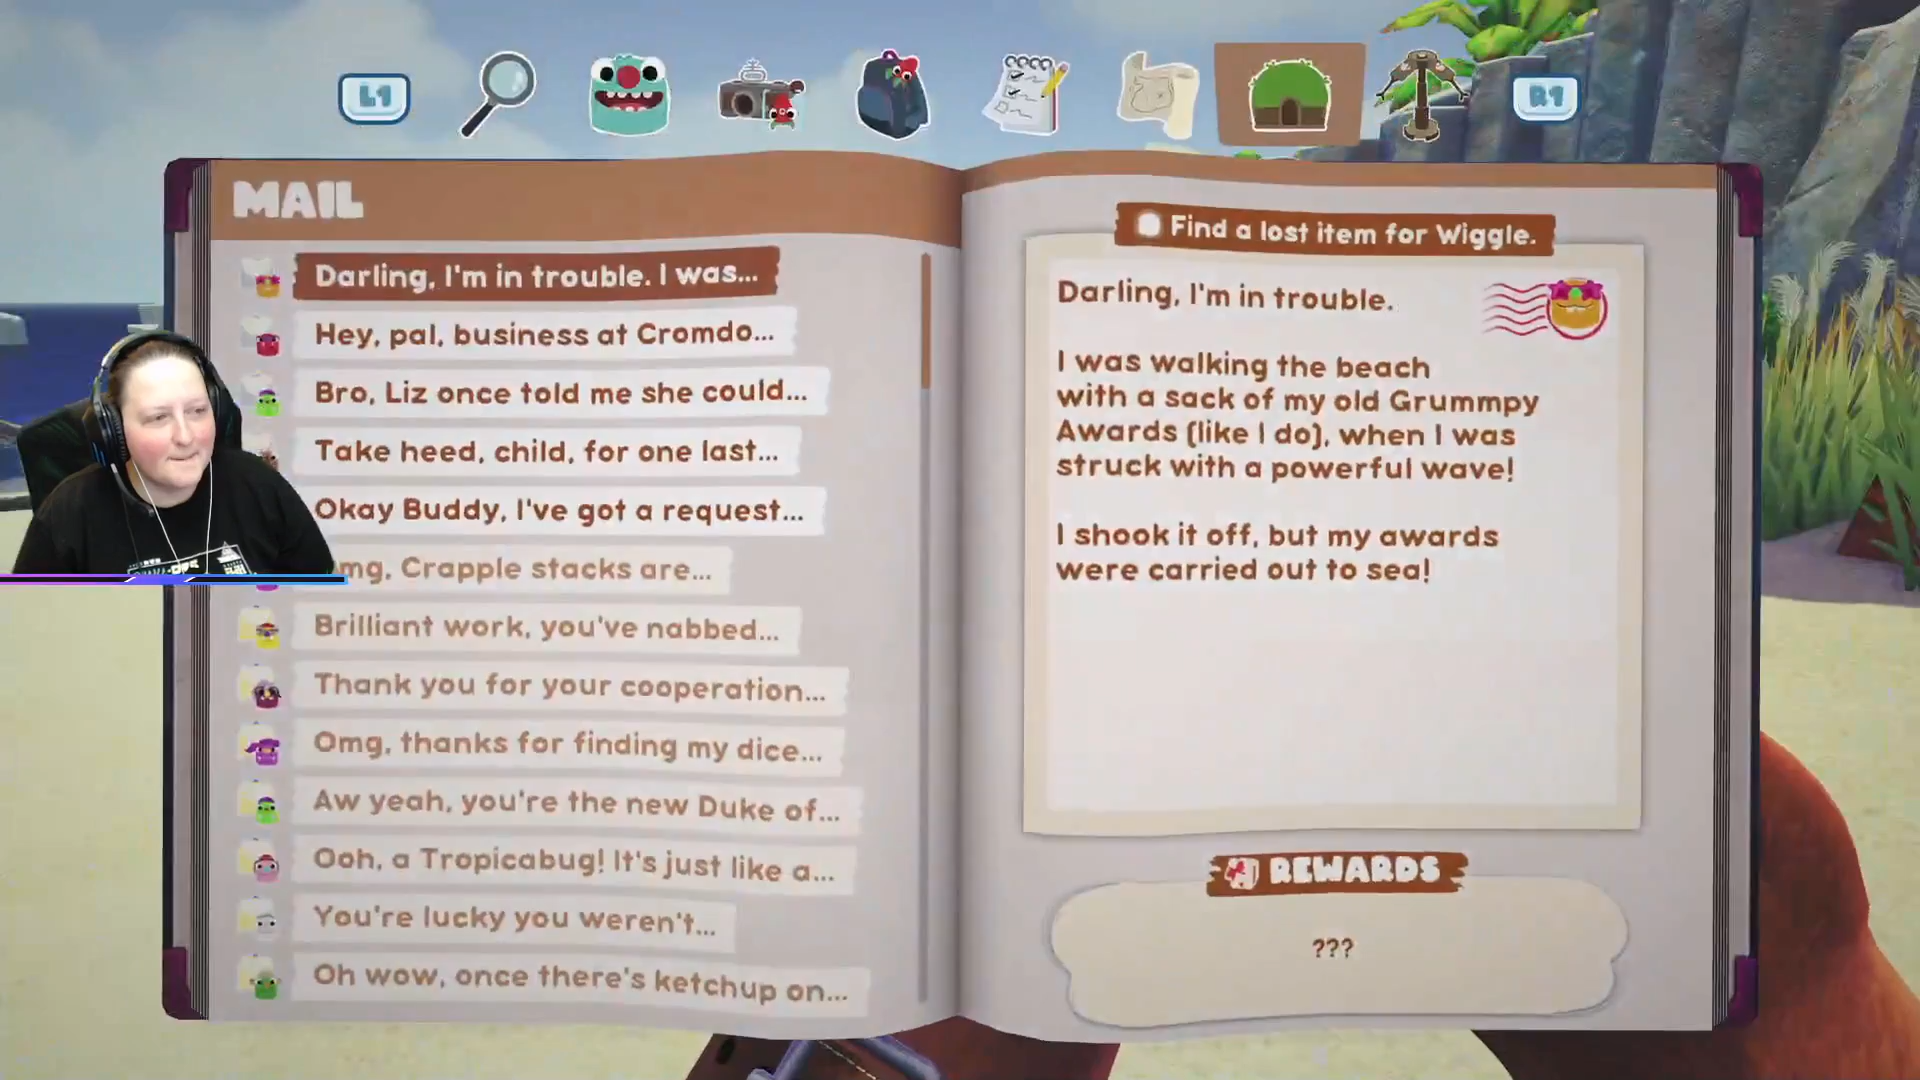 L1
R1
MAIL
Darling, I'm in trouble. I was...
Hey, pal, business at Cromdo...
Bro, Liz once told me she could...
Take heed, child, for one last...
Okay Buddy, I've got a request...
mg, Crapple stacks are...
Brilliant work, you've nabbed...
Thank you for your cooperation...
Omg, thanks for finding my dice...
Aw yeah, you're the new Duke of...
Ooh, a Tropicabug! It's just like a...
You're lucky you weren't...
Oh wow, once there's ketchup on...
Find a lost item for Wiggle.
Darling, I'm in trouble.
I was walking the beach
with a sack of my old Grummpy
Awards (like I do), when I was
struck with a powerful wave!
I shook it off, but my awards
were carried out to sea!
REWARDS
???